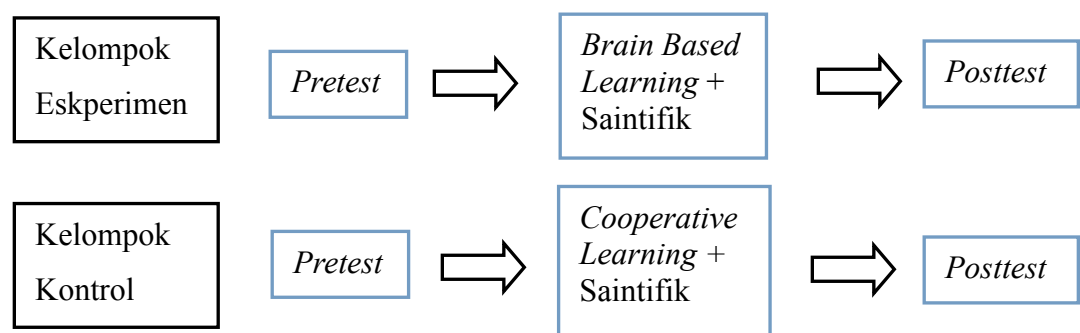 Kelompok
Eskperimen
Pretest
Brain Based
Learning +
Saintifik
Posttest
Kelompok
Kontrol
Pretest
Cooperative
Learning +
Saintifik
Posttest